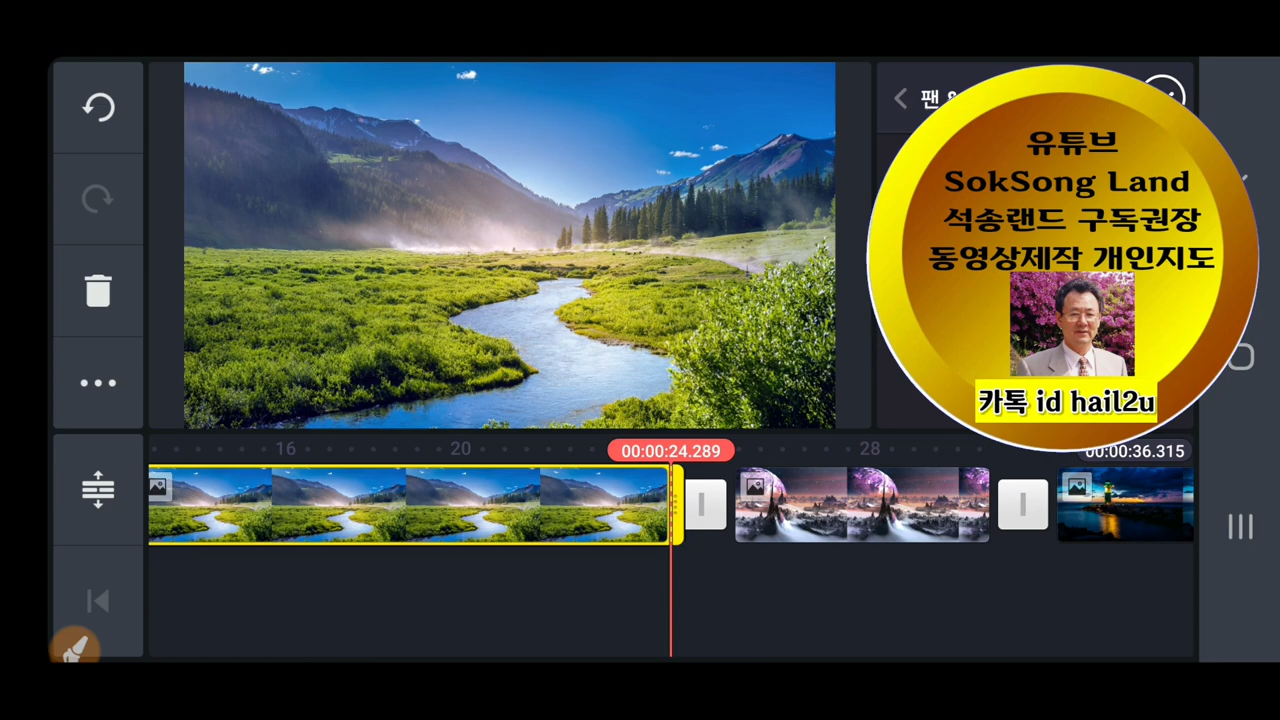 팬 &
유튜브
SokSong Land
석송랜드 구독권장
동영상제작 개인지도
카톡 id hail2u
16
20
00:00:24.289
28
00:00:36.315